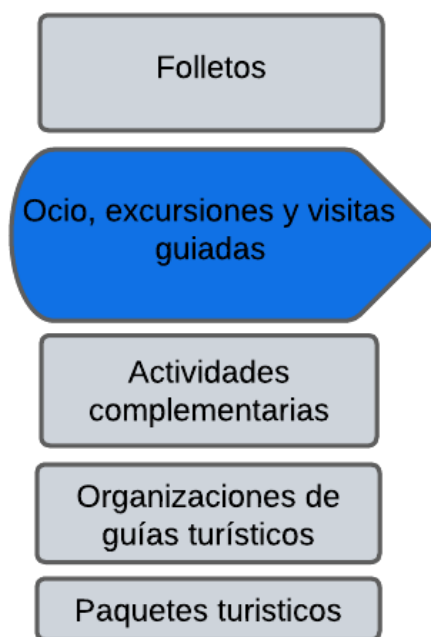 Folletos
Ocio, excursiones y visitas
guiadas
Actividades
complementarias
Organizaciones de
guías turísticos
Paquetes turisticos